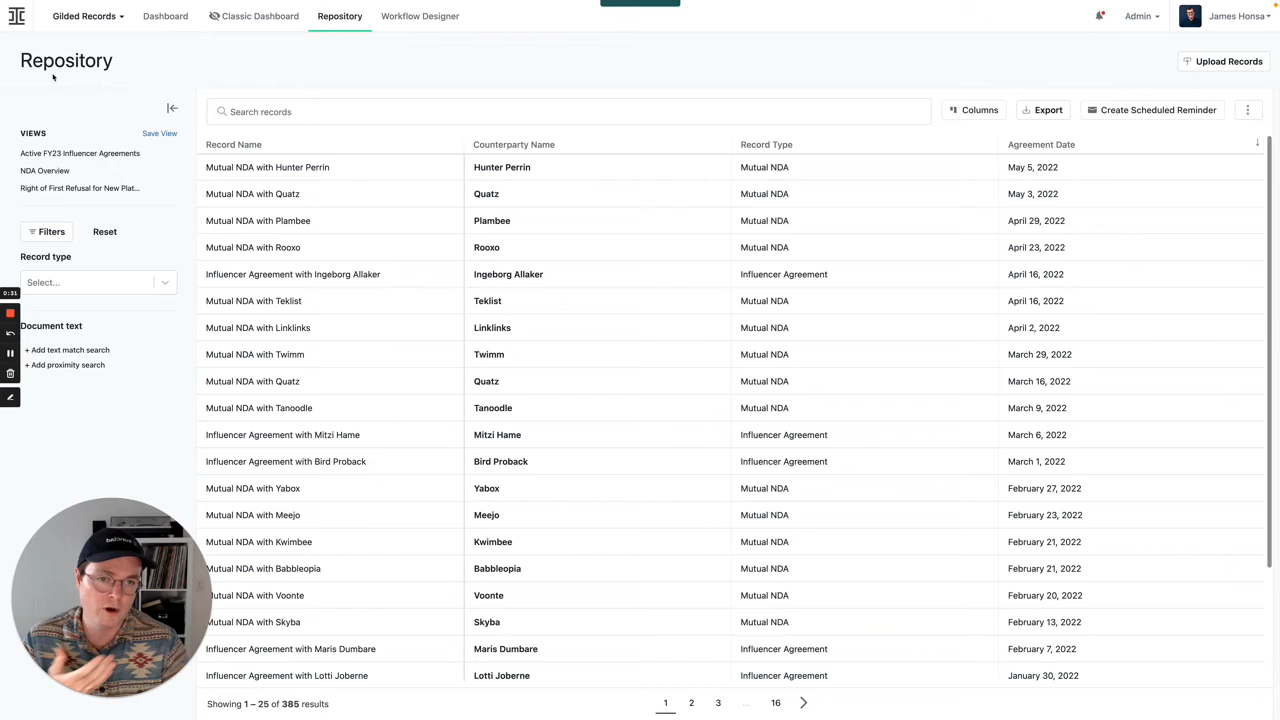 Gilded Records Dashboard Classic Dashboard Repository Workflow Designer Admin James Honsa
Repository
Upload Records
Search records
Columns Export Create Scheduled Reminder
VIEWS Save View
Active FY23 Influencer Agreements
NDA Overview
Right of First Refusal for New Plat...
Filters Reset
Record type
Select...
0:31
Document text
+ Add text match search
+ Add proximity search
Record Name Counterparty Name Record Type Agreement Date
Mutual NDA with Hunter Perrin Hunter Perrin Mutual NDA May 5, 2022
Mutual NDA with Quatz Quatz Mutual NDA May 3, 2022
Mutual NDA with Plambee Plambee Mutual NDA April 29, 2022
Mutual NDA with Rooxo Rooxo Mutual NDA April 23, 2022
Influencer Agreement with Ingeborg Allaker Ingeborg Allaker Influencer Agreement April 16, 2022
Mutual NDA with Teklist Teklist Mutual NDA April 16, 2022
Mutual NDA with Linklinks Linklinks Mutual NDA April 2, 2022
Mutual NDA with Twimm Twimm Mutual NDA March 29, 2022
Mutual NDA with Quatz Quatz Mutual NDA March 16, 2022
Mutual NDA with Tanoodle Tanoodle Mutual NDA March 9, 2022
Influencer Agreement with Mitzi Hame Mitzi Hame Influencer Agreement March 6, 2022
Influencer Agreement with Bird Proback Bird Proback Influencer Agreement March 1, 2022
Mutual NDA with Yabox Yabox Mutual NDA February 27, 2022
Mutual NDA with Meejo Meejo Mutual NDA February 23, 2022
Mutual NDA with Kwimbee Kwimbee Mutual NDA February 21, 2022
Mutual NDA with Babbleopia Babbleopia Mutual NDA February 21, 2022
Mutual NDA with Voonte Voonte Mutual NDA February 20, 2022
Mutual NDA with Skyba Skyba Mutual NDA February 13, 2022
Influencer Agreement with Maris Dumbare Maris Dumbare Influencer Agreement February 7, 2022
Influencer Agreement with Lotti Joberne Lotti Joberne Influencer Agreement January 30, 2022
Showing 1 – 25 of 385 results 1 2 3 ... 16